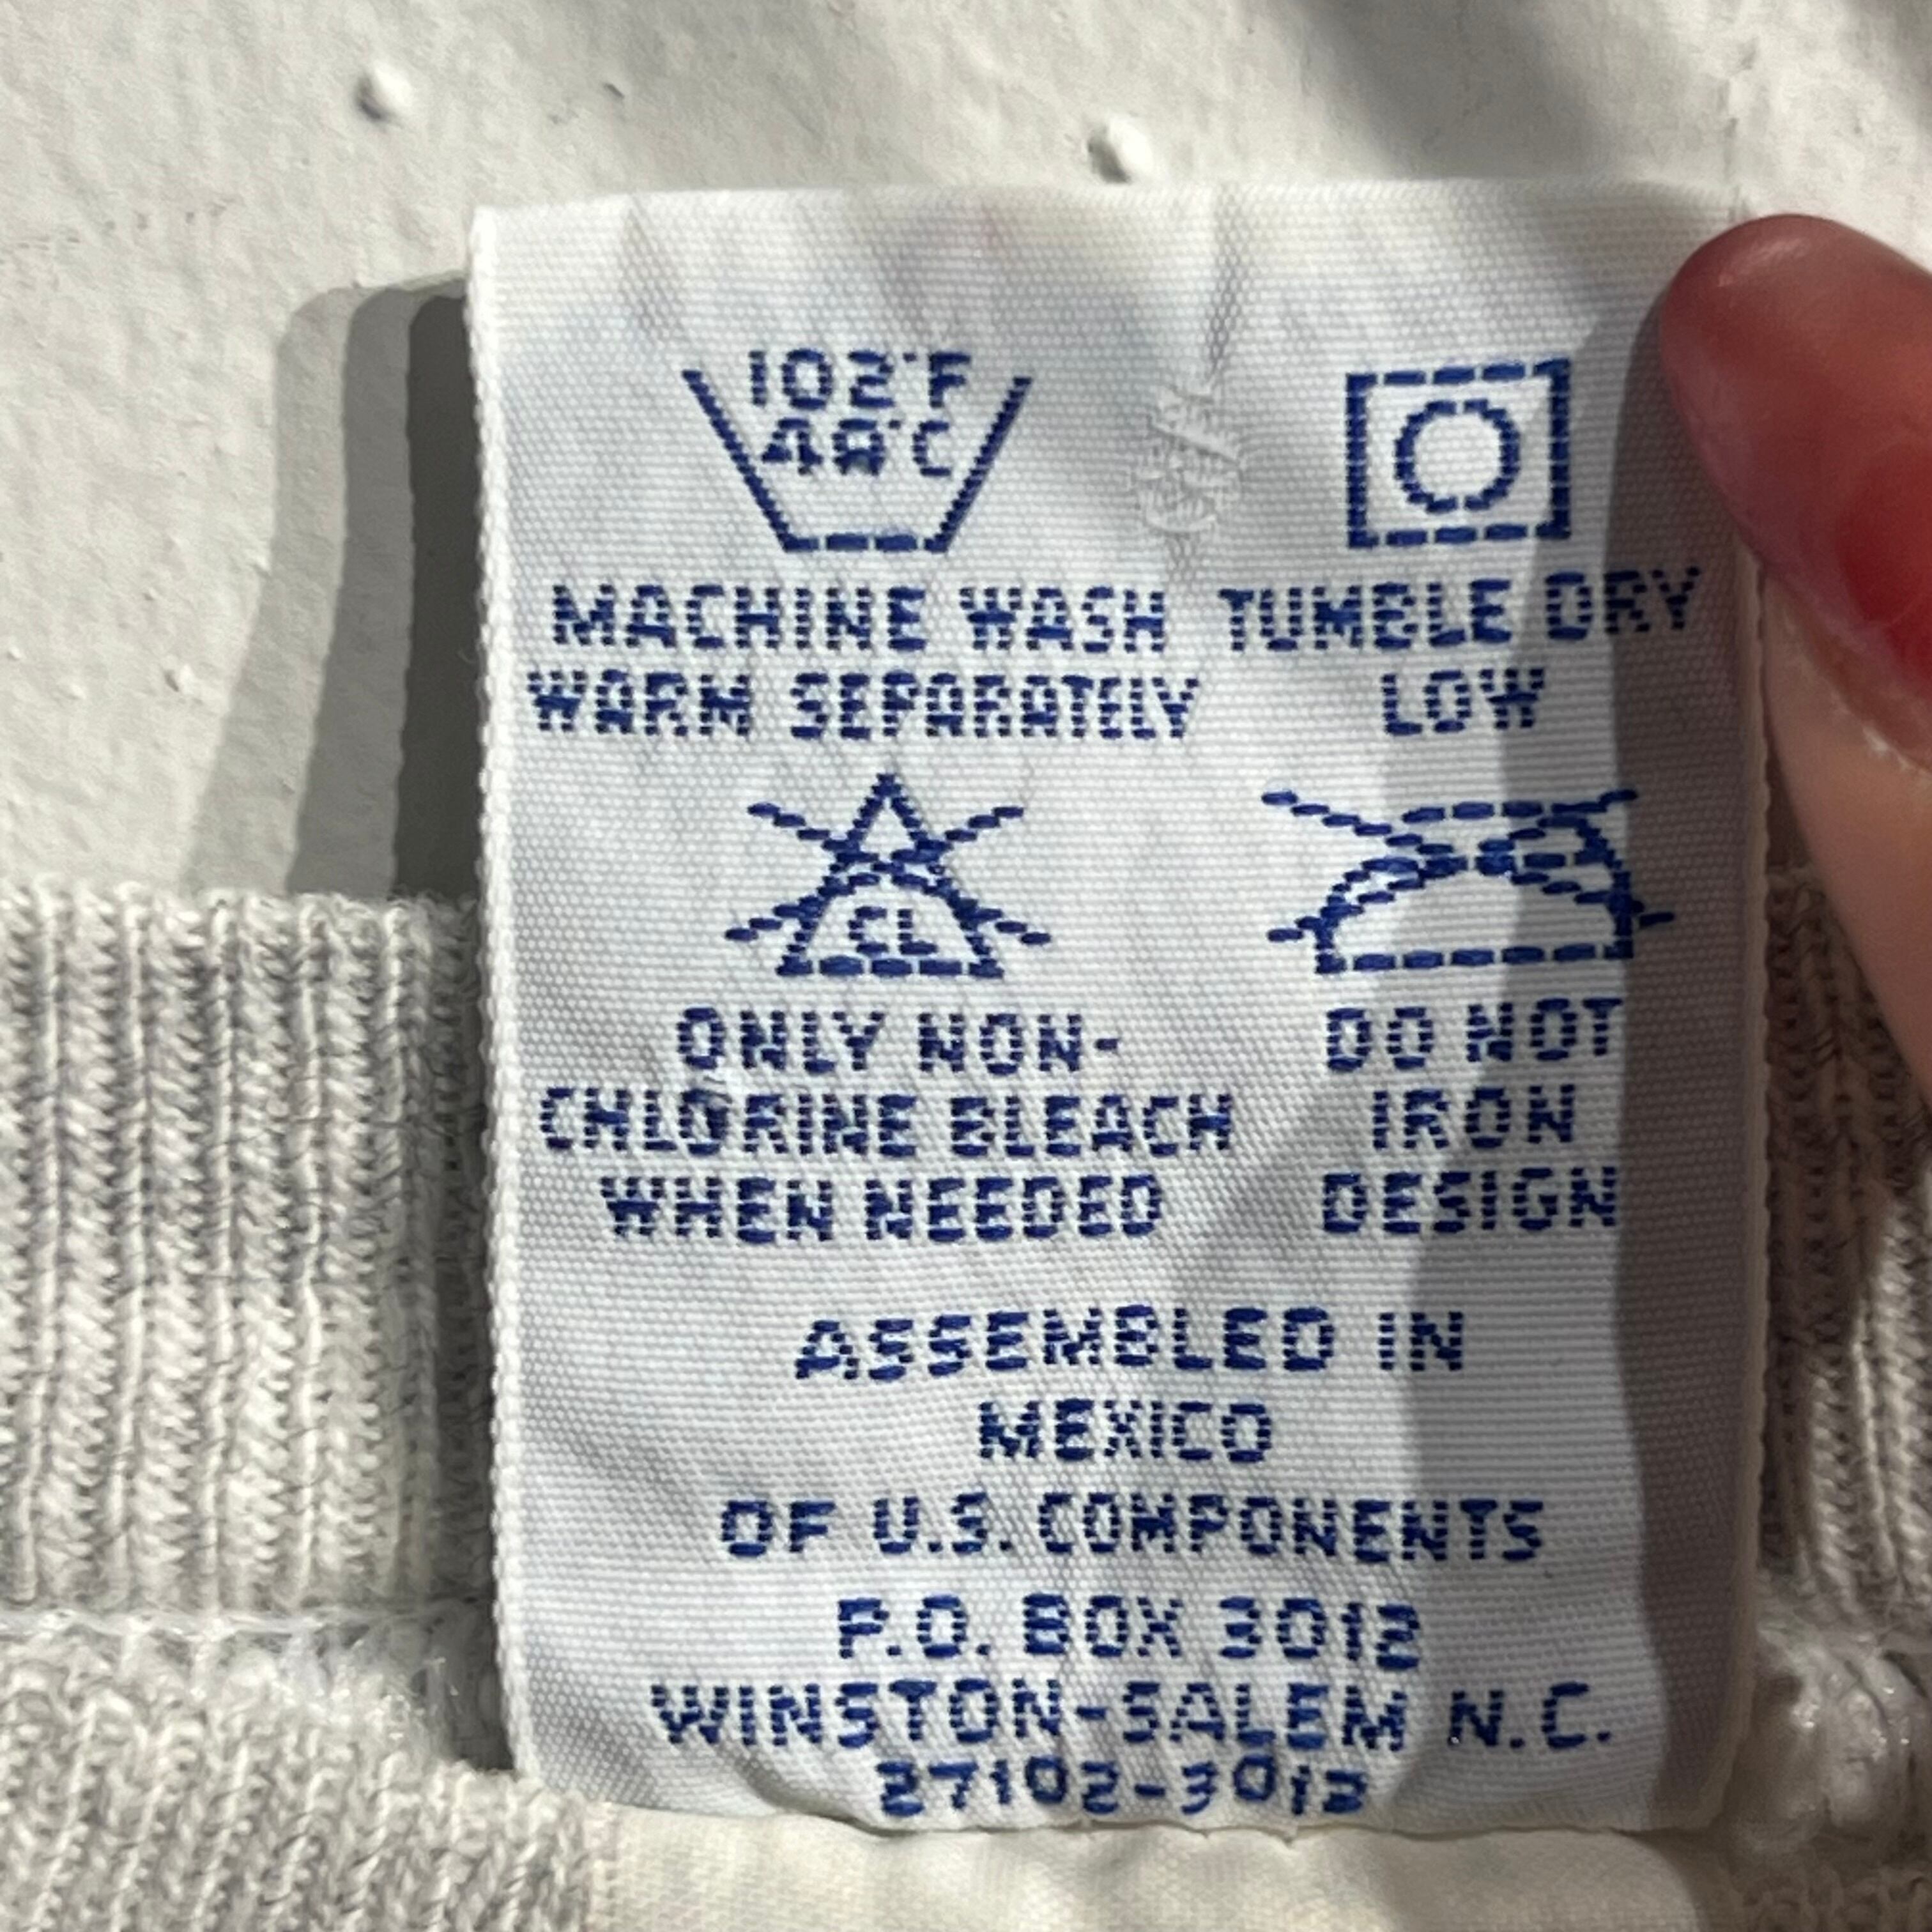 102°F
48°C
MACHINE WASH
WARM SEPARATELY
TUMBLE DRY
LOW
CL
ONLY NON-
CHLORINE BLEACH
WHEN NEEDED
DO NOT
IRON
DESIGN
ASSEMBLED IN
MEXICO
OF U.S. COMPONENTS
P.O. BOX 3012
WINSTON-SALEM N.C.
27102-3012